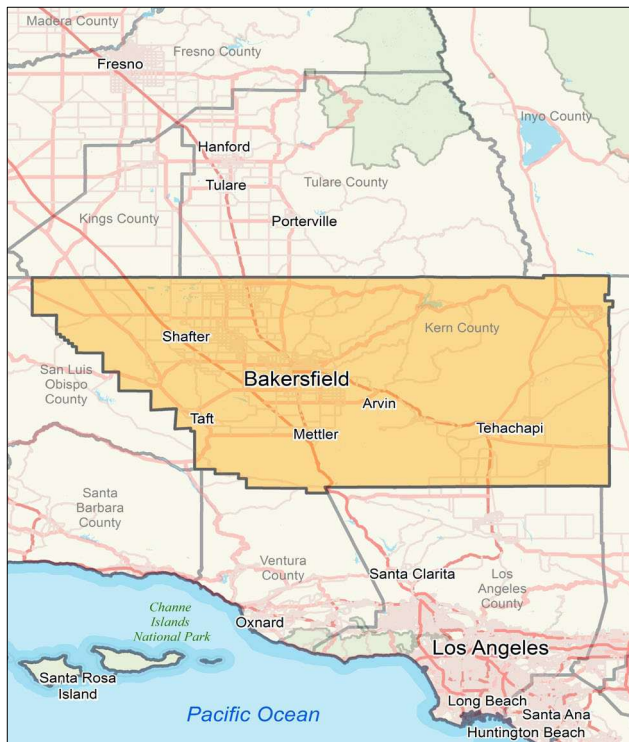 Madera County
Fresno County
Fresno
Inyo County
Hanford
Tulare
Tulare County
Kings County
Porterville
Shafter
Kern County
San Luis
Obispo
County
Bakersfield
Arvin
Taft
Mettler
Tehachapi
Santa
Barbara
County
Ventura
County
Santa Clarita
Los
Angeles
County
Channe
Islands
National Park
Oxnard
Los Angeles
Santa Rosa
Island
Long Beach
Santa Ana
Pacific Ocean
Huntington Beach